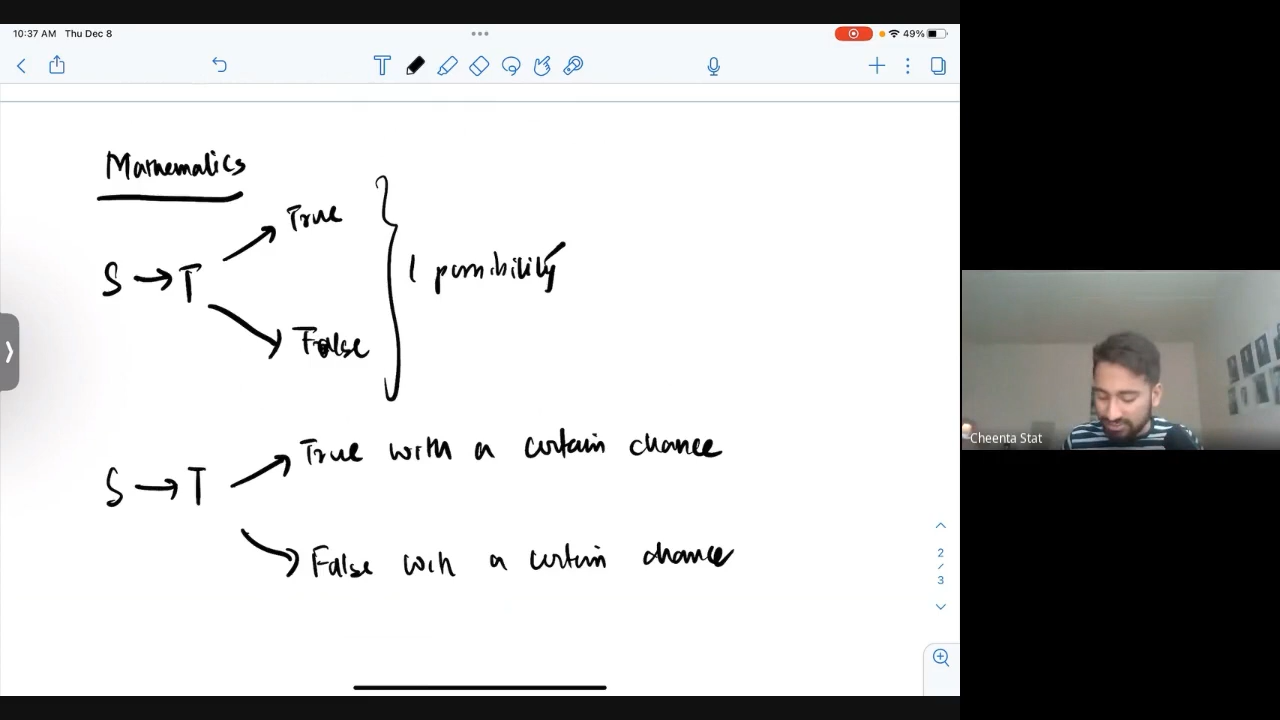 10:37 AM Thu Dec 8
49%
Mathematics
True
S → T
1 possibility
False
True with a certain chance
S → T
False with a certain chance
2
/
3
Cheenta Stat